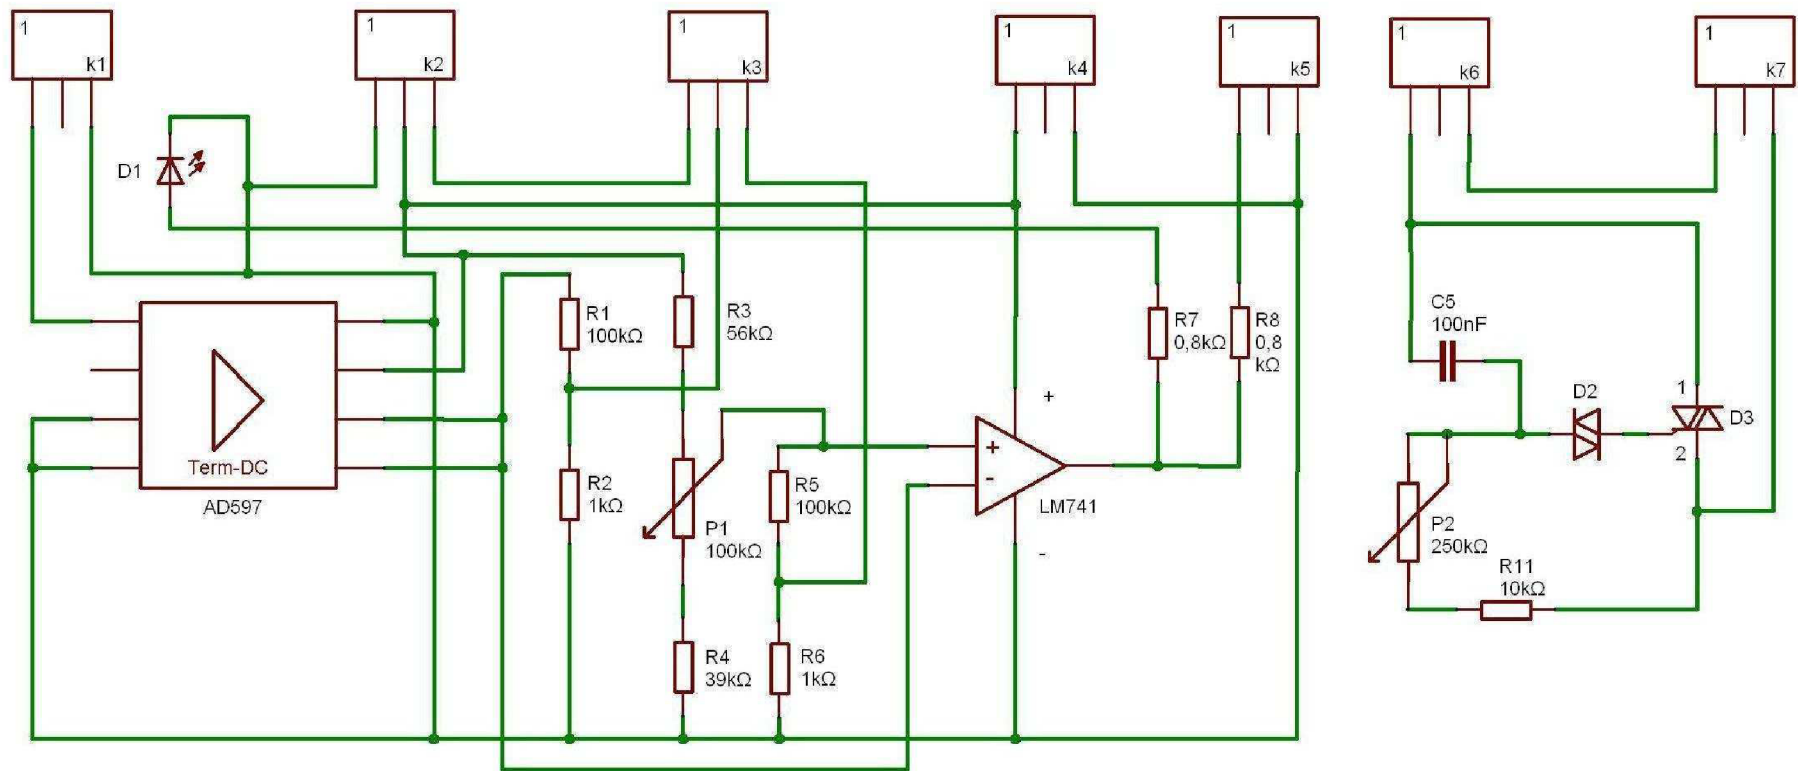 1
k1
1
k2
1
k3
1
k4
1
k5
1
k6
1
k7
D1
R1
100kΩ
R3
56kΩ
R7
0,8kΩ
R8
0,8
kΩ
C5
100nF
D2
1
D3
2
+
+
-
LM741
-
Term-DC
AD597
R2
1kΩ
P1
100kΩ
R5
100kΩ
P2
250kΩ
R11
10kΩ
R4
39kΩ
R6
1kΩ